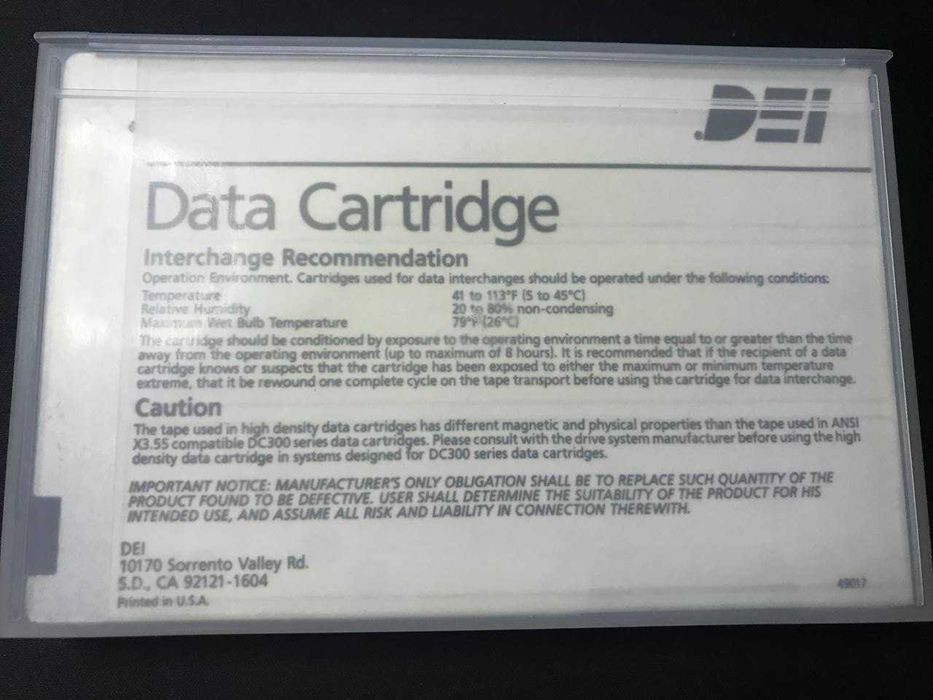 DEI
Data Cartridge
Interchange Recommendation
Operation Environment. Cartridges used for data interchanges should be operated under the following conditions:
Temperature 41 to 113°F (5 to 45°C)
Relative Humidity 20 to 80% non-condensing
Maximum Wet Bulb Temperature 79°F (26°C)
The cartridge should be conditioned by exposure to the operating environment a time equal to or greater than the time
away from the operating environment (up to maximum of 8 hours). It is recommended that if the recipient of a data
cartridge knows or suspects that the cartridge has been exposed to either the maximum or minimum temperature
extreme, that it be rewound one complete cycle on the tape transport before using the cartridge for data interchange.
Caution
The tape used in high density data cartridges has different magnetic and physical properties than the tape used in ANSI
X3.55 compatible DC300 series data cartridges. Please consult with the drive system manufacturer before using the high
density data cartridge in systems designed for DC300 series data cartridges.
IMPORTANT NOTICE: MANUFACTURER'S ONLY OBLIGATION SHALL BE TO REPLACE SUCH QUANTITY OF THE
PRODUCT FOUND TO BE DEFECTIVE. USER SHALL DETERMINE THE SUITABILITY OF THE PRODUCT FOR HIS
INTENDED USE, AND ASSUME ALL RISK AND LIABILITY IN CONNECTION THEREWITH.
DEI
10170 Sorrento Valley Rd.
S.D., CA 92121-1604
Printed in U.S.A.
49017